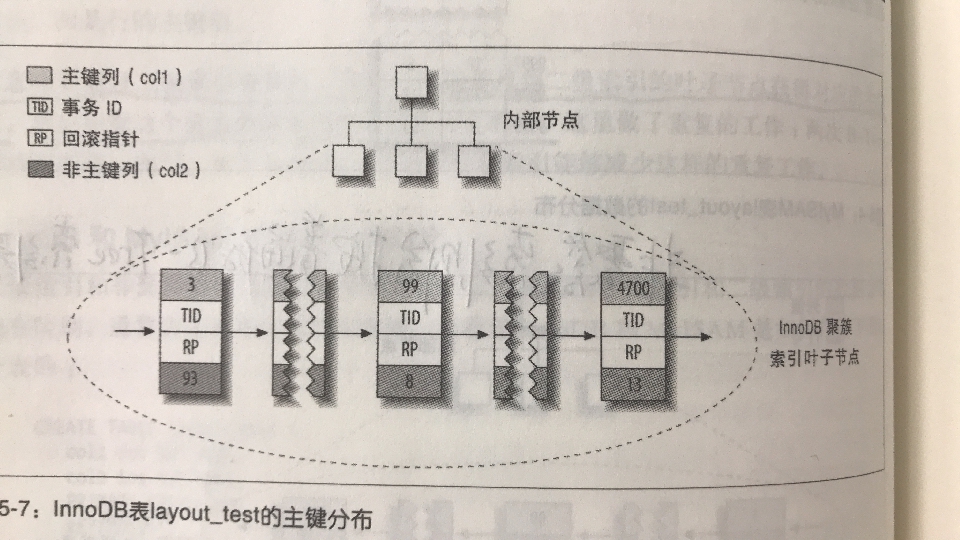 主键列（col1）
TID 事务 ID
RP 回滚指针
非主键列（col2）
内部节点
3
TID
RP
93
99
TID
RP
8
4700
TID
RP
13
InnoDB 聚簇
索引叶子节点
5-7：InnoDB表layout_test的主键分布